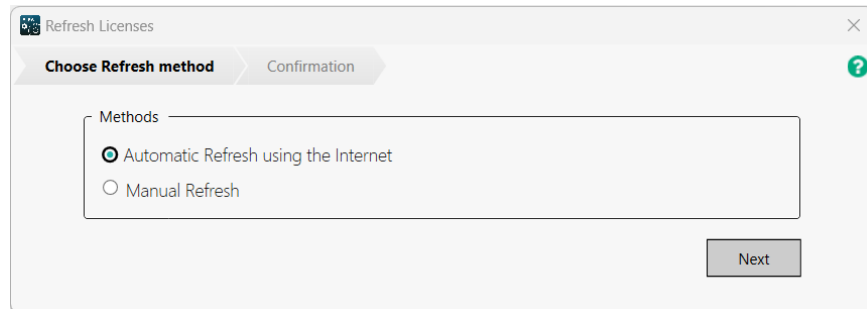 Refresh Licenses
Choose Refresh method
Confirmation
Methods
Automatic Refresh using the Internet
Manual Refresh
Next